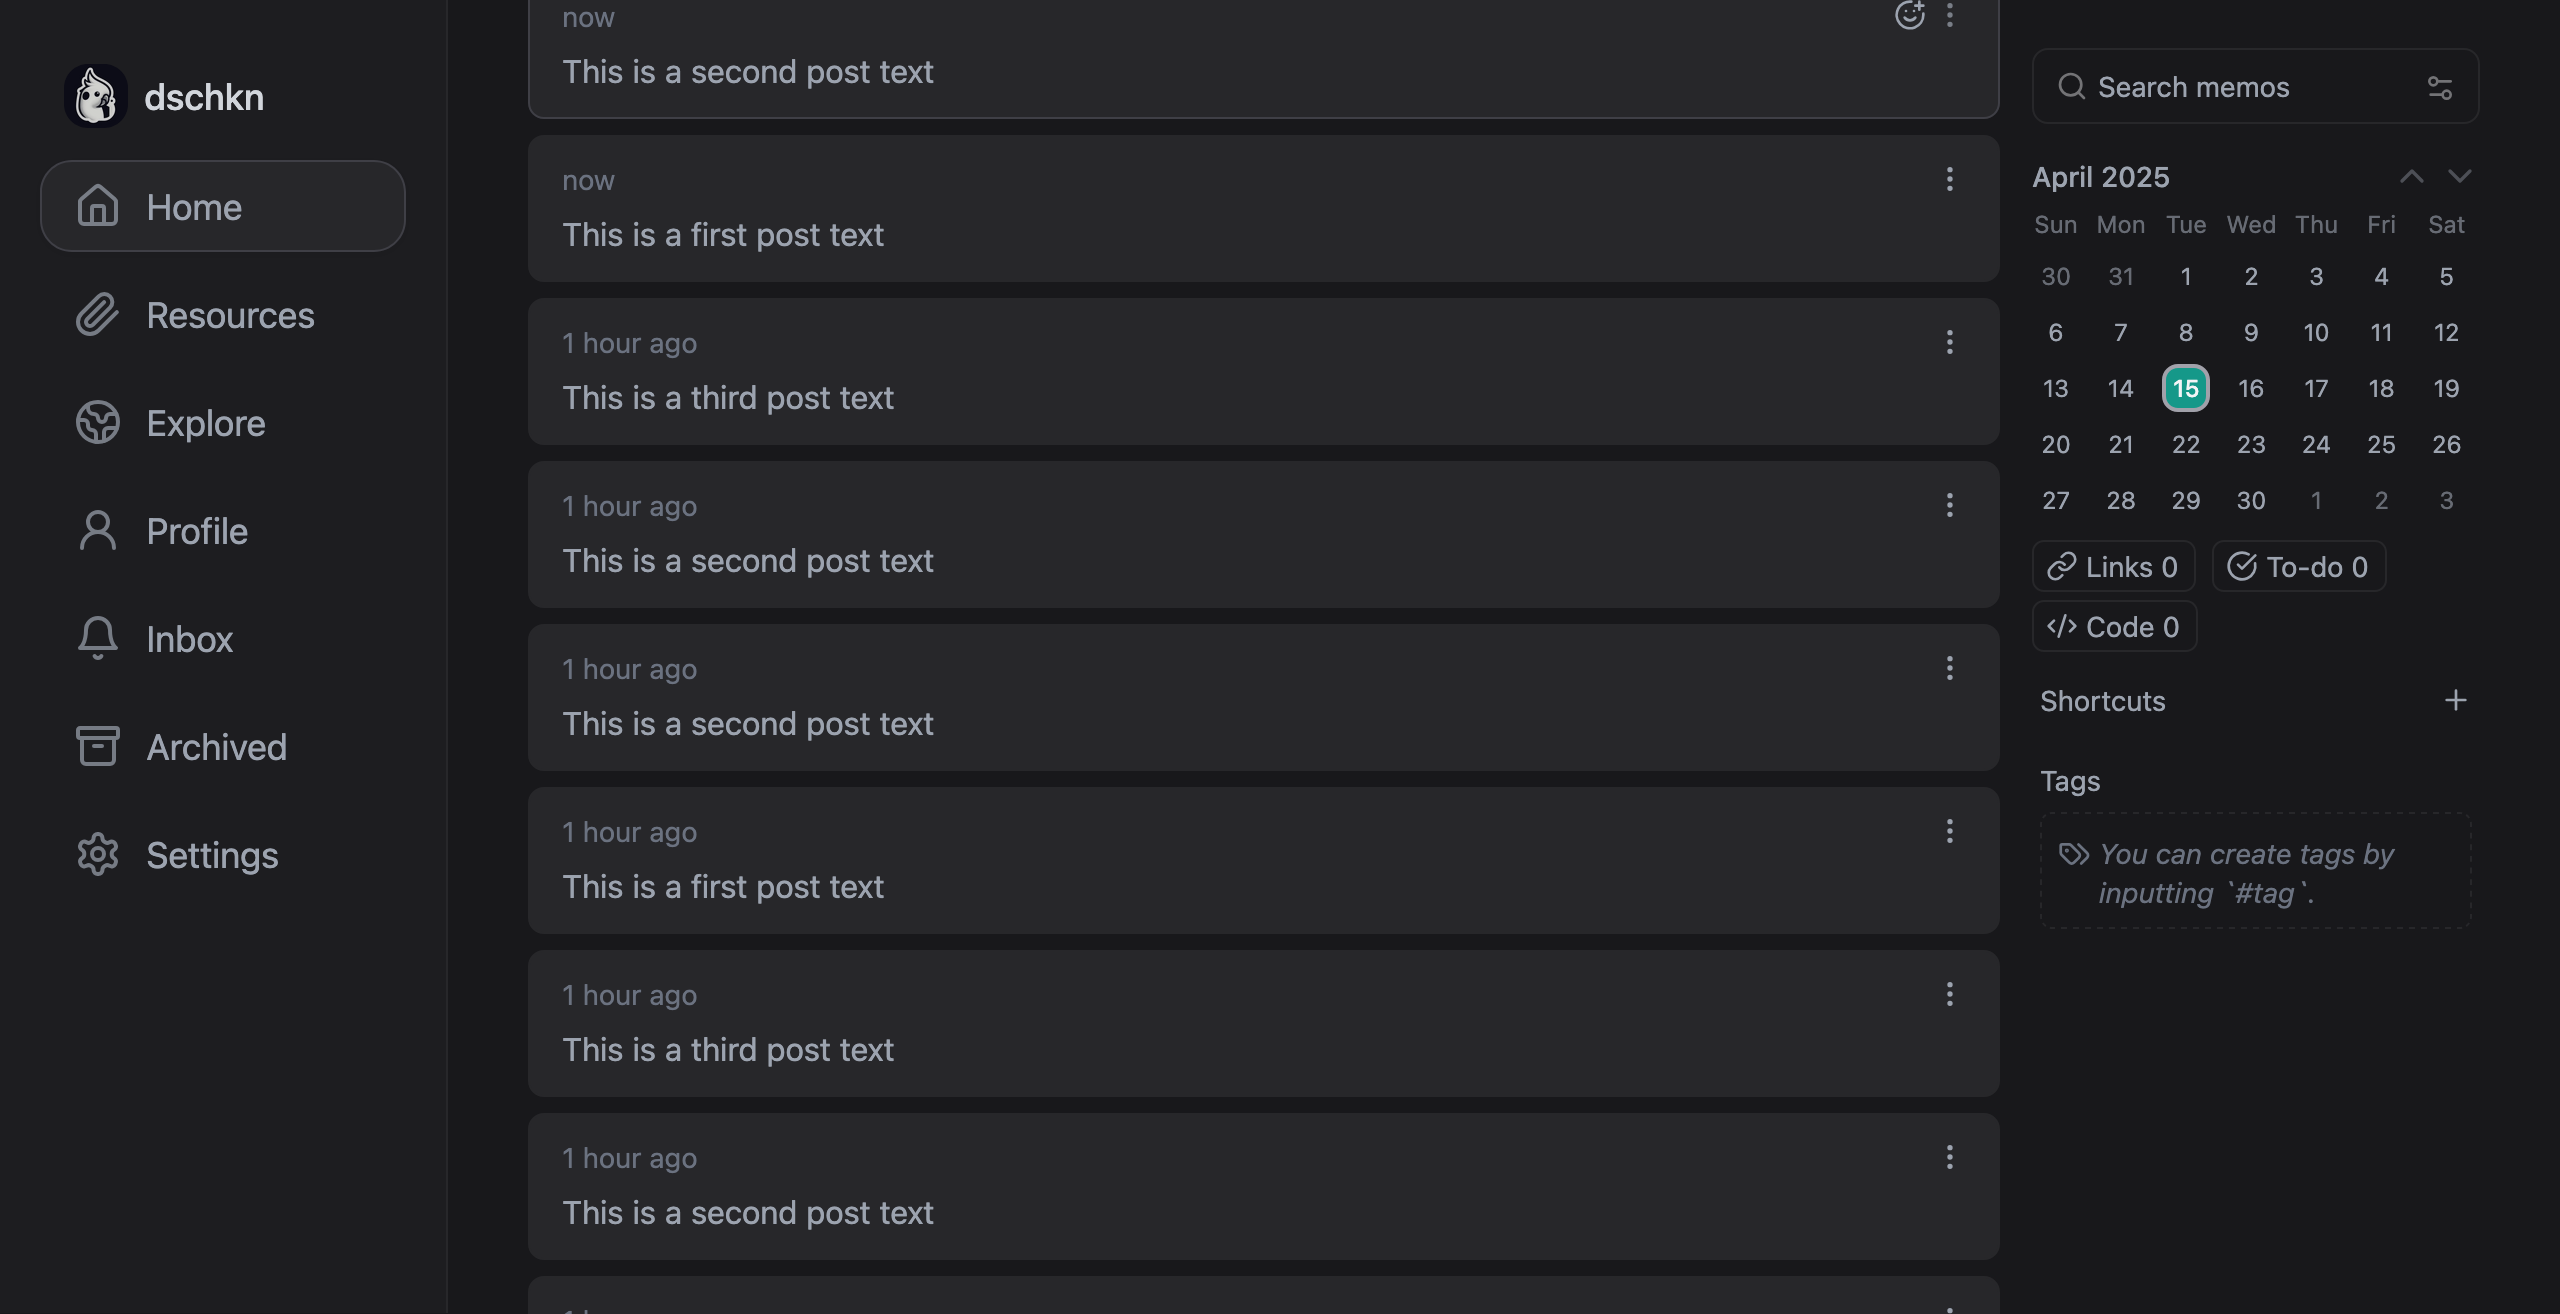 dschkn
Home
Resources
Explore
Profile
Inbox
Archived
Settings
now
This is a second post text
now
This is a first post text
1 hour ago
This is a third post text
1 hour ago
This is a second post text
1 hour ago
This is a second post text
1 hour ago
This is a first post text
1 hour ago
This is a third post text
1 hour ago
This is a second post text
Search memos
April 2025
Sun Mon Tue Wed Thu Fri Sat
30 31 1 2 3 4 5
6 7 8 9 10 11 12
13 14 15 16 17 18 19
20 21 22 23 24 25 26
27 28 29 30 1 2 3
Links 0 To-do 0
Code 0
Shortcuts
Tags
You can create tags by
inputting `#tag`.